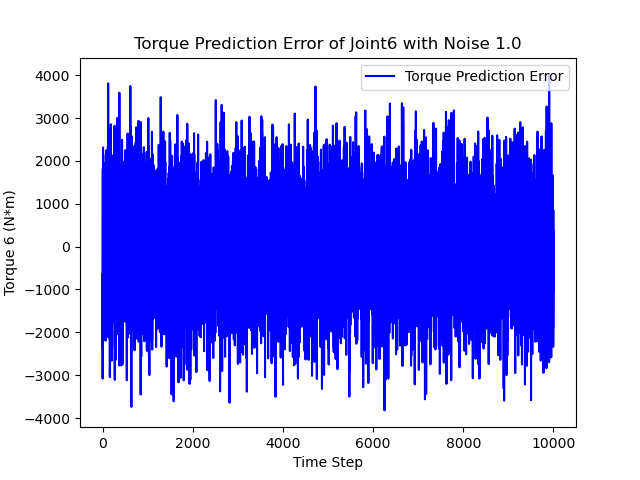 Torque Prediction Error of Joint6 with Noise 1.0
Torque Prediction Error
4000
3000
2000
1000
0
−1000
−2000
−3000
−4000
Torque 6 (N*m)
0 2000 4000 6000 8000 10000
Time Step